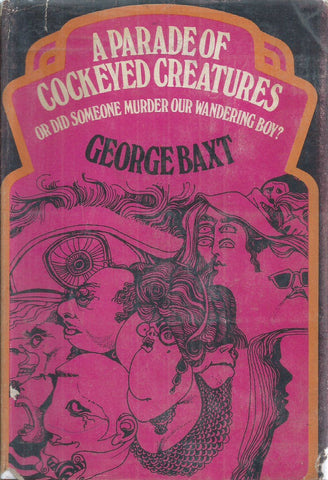 A PARADE OF
COCKEYED CREATURES
OR DID SOMEONE MURDER OUR WANDERING BOY?
GEORGE BAXT